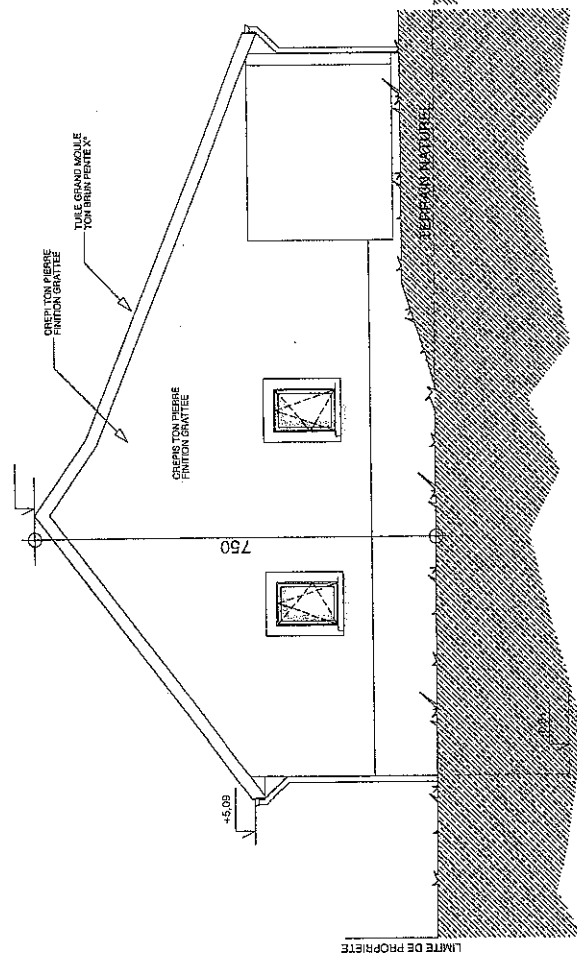 TUILE GRAND MOULE
TON BRUN PENTE X°
CREPI TON PIERRE
FINITION GRATTEE
CREPIS TON PIERRE
FINITION GRATTEE
750
+5,09
TERRAIN NATUREL
LIMITE DE PROPRIETE